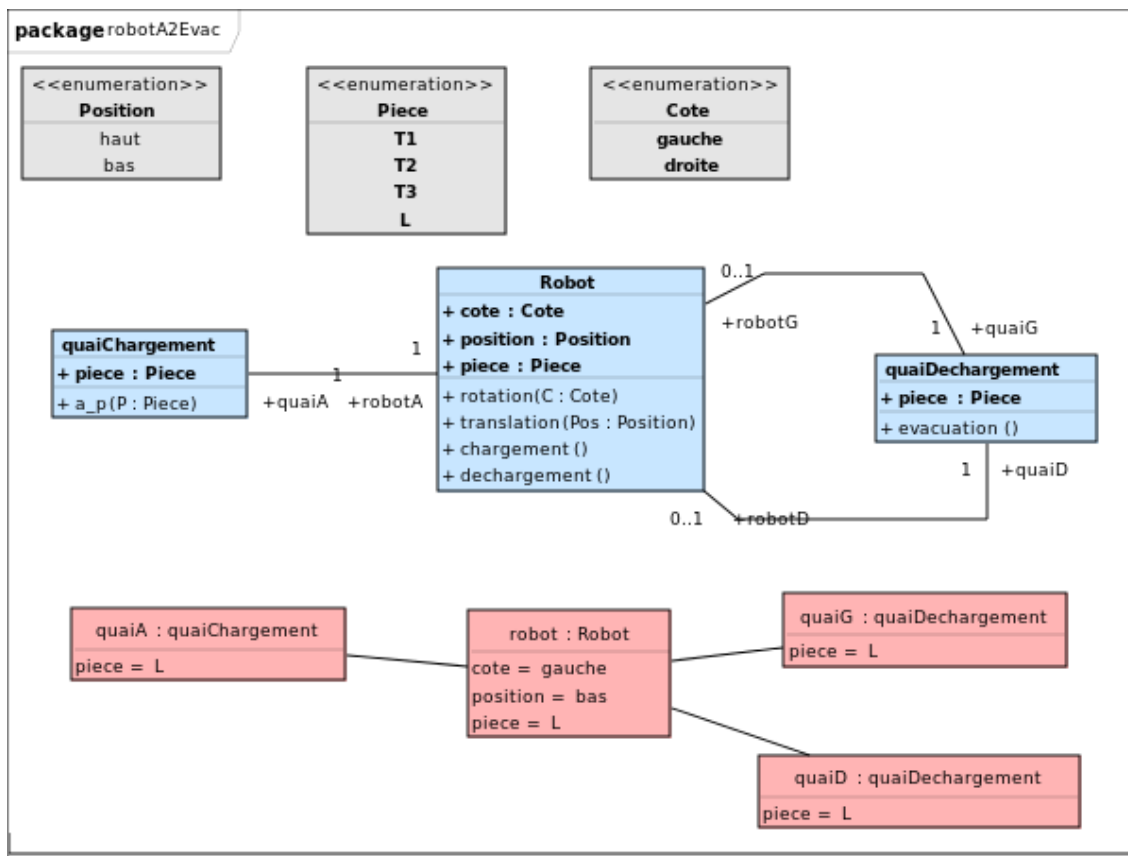 package robotA2Evac
<<enumeration>>
Position
haut
bas
<<enumeration>>
Piece
T1
T2
T3
L
<<enumeration>>
Cote
gauche
droite
quaiChargement
+ piece : Piece
+ a_p(P : Piece)
1
1
+quaiA
+robotA
Robot
+ cote : Cote
+ position : Position
+ piece : Piece
+ rotation(C : Cote)
+ translation(Pos : Position)
+ chargement ()
+ dechargement ()
0..1
+robotG
1
+quaiG
quaiDechargement
+ piece : Piece
+ evacuation ()
1
+quaiD
0..1
+robotD
quaiA : quaiChargement
piece = L
robot : Robot
cote = gauche
position = bas
piece = L
quaiG : quaiDechargement
piece = L
quaiD : quaiDechargement
piece = L